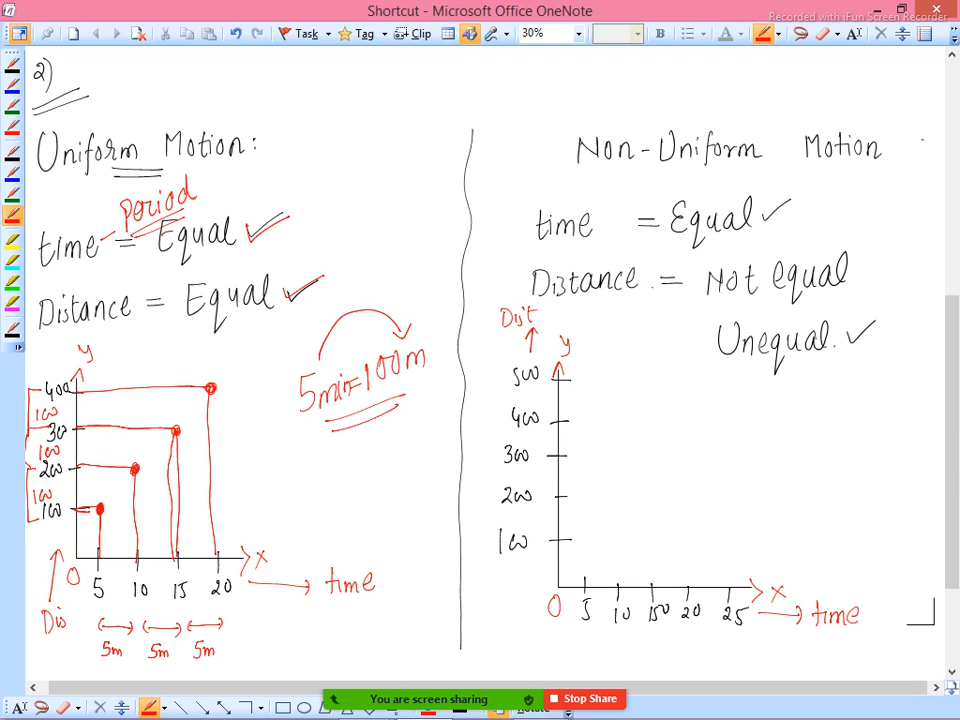 Shortcut - Microsoft Office OneNote
Recorded with iFun Screen Recorder
Task
Tag
Clip
30%
B
A
2)
Uniform Motion:
period
time = Equal ✓
Distance = Equal ✓
5min=100m
y
400
100
300
100
200
100
100
0
5 10 15 20
X
time
Dis
5m 5m 5m
Non-Uniform Motion
time = Equal ✓
Distance = Not equal
Unequal. ✓
Dist
y
500
400
300
200
100
0
5 10 150 20 25
X
time
You are screen sharing
Stop Share